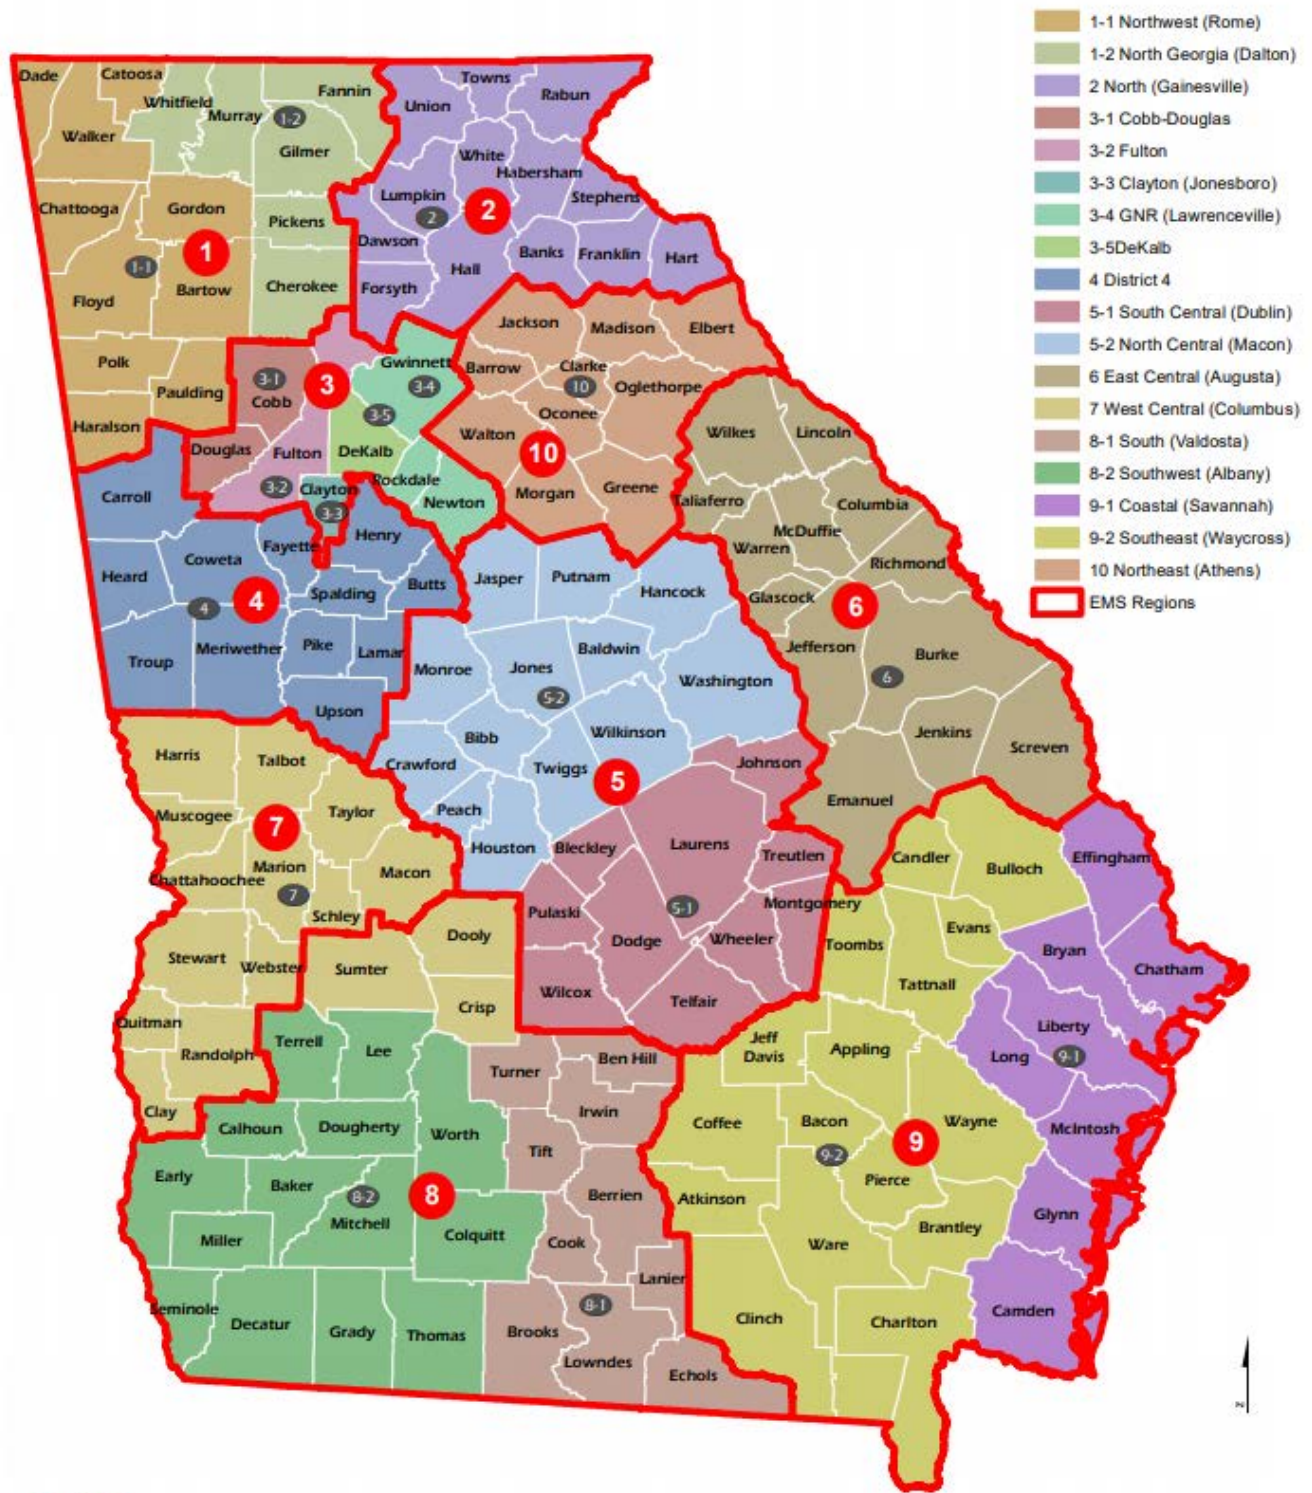 1-1 Northwest (Rome)
1-2 North Georgia (Dalton)
2 North (Gainesville)
3-1 Cobb-Douglas
3-2 Fulton
3-3 Clayton (Jonesboro)
3-4 GNR (Lawrenceville)
3-5DeKalb
4 District 4
5-1 South Central (Dublin)
5-2 North Central (Macon)
6 East Central (Augusta)
7 West Central (Columbus)
8-1 South (Valdosta)
8-2 Southwest (Albany)
9-1 Coastal (Savannah)
9-2 Southeast (Waycross)
10 Northeast (Athens)
EMS Regions
Dade
Catoosa
Whitfield
Murray
Fannin
1-2
Walker
Gilmer
Chattooga
Gordon
Pickens
1
1-1
Floyd
Bartow
Cherokee
Polk
Paulding
Haralson
Union
Towns
Rabun
White
Habersham
Lumpkin
Stephens
2
2
Dawson
Hall
Banks
Franklin
Hart
Forsyth
Gwinnett
3-1
3
3-4
Cobb
3-5
Douglas
Fulton
DeKalb
Rockdale
3-2
Clayton
3-3
Newton
Jackson
Madison
Elbert
Barrow
Clarke
10
Oglethorpe
Oconee
Walton
10
Morgan
Greene
Carroll
Henry
Fayette
Coweta
Heard
Butts
Spalding
4
4
Troup
Meriwether
Pike
Lamar
Upson
Jasper
Putnam
Hancock
Monroe
Jones
Baldwin
Washington
5-2
Bibb
Wilkinson
Crawford
Twiggs
5
Peach
Houston
Johnson
Bleckley
Laurens
Treutlen
Pulaski
5-1
Montgomery
Dodge
Wheeler
Wilcox
Telfair
Wilkes
Lincoln
Taliaferro
Columbia
McDuffie
Warren
Richmond
Glascock
6
Jefferson
Burke
6
Jenkins
Screven
Emanuel
Harris
Talbot
Muscogee
7
Taylor
Chattahoochee
Marion
Macon
7
Schley
Stewart
Webster
Quitman
Randolph
Clay
Dooly
Sumter
Crisp
Terrell
Lee
Turner
Ben Hill
Irwin
Calhoun
Dougherty
Worth
Tift
Early
Baker
8-2
8
Berrien
Mitchell
Miller
Colquitt
Cook
Lanier
Seminole
Decatur
Grady
Thomas
Brooks
8-1
Lowndes
Echols
Candler
Bulloch
Effingham
Evans
Toombs
Bryan
Chatham
Tattnall
Liberty
Jeff
Davis
Appling
Long
9-1
Coffee
Bacon
Wayne
McIntosh
9-2
9
Pierce
Atkinson
Ware
Brantley
Glynn
Clinch
Charlton
Camden
N